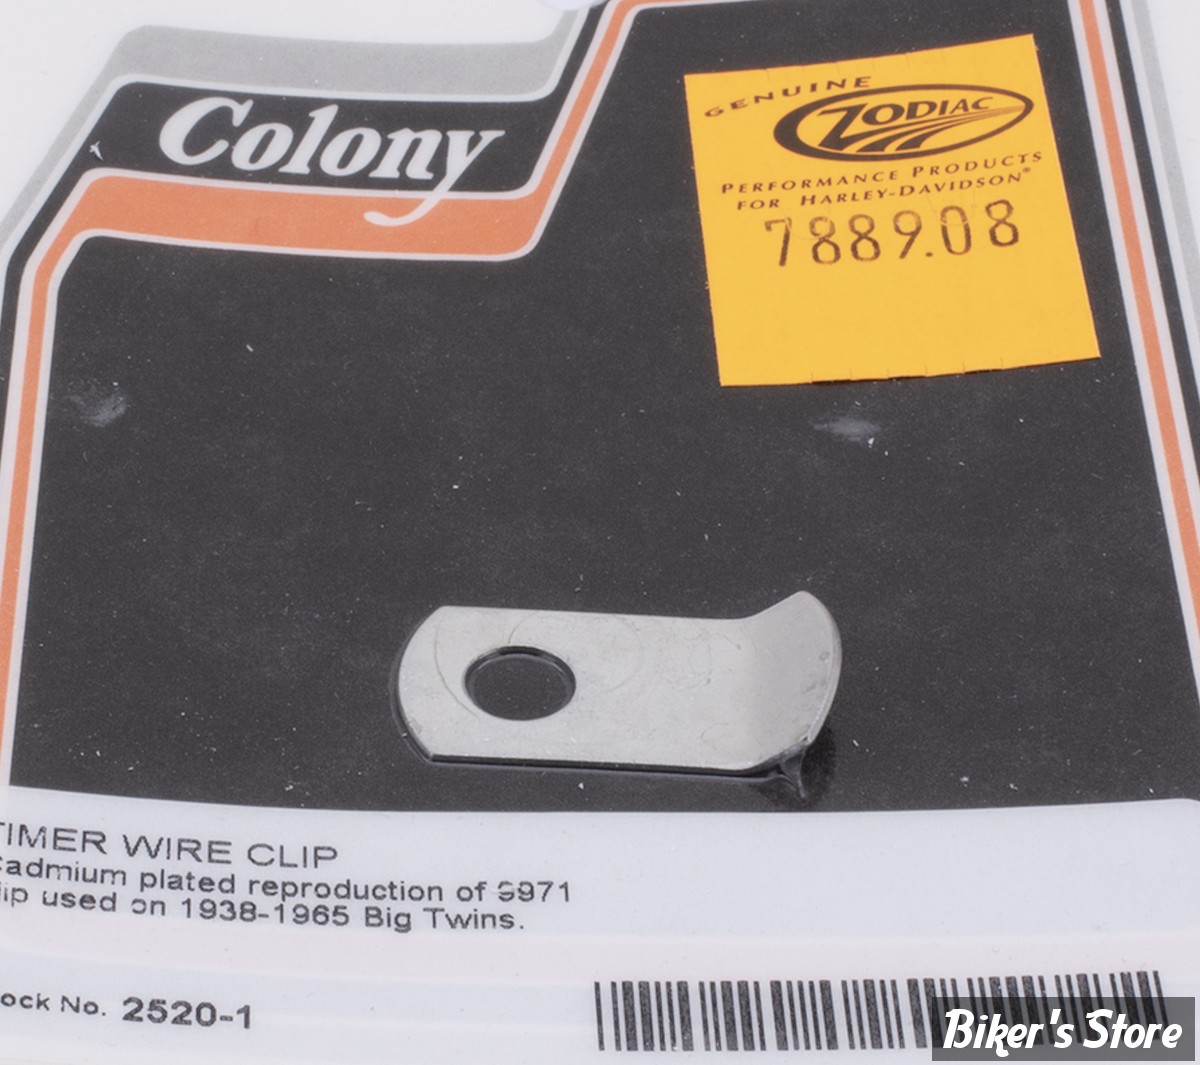 Colony
GENUINE
ZODIAC
PERFORMANCE PRODUCTS
FOR HARLEY-DAVIDSON®
7889.08
TIMER WIRE CLIP
Cadmium plated reproduction of 9971
lip used on 1938-1965 Big Twins.
ock No. 2520-1
Biker's Store